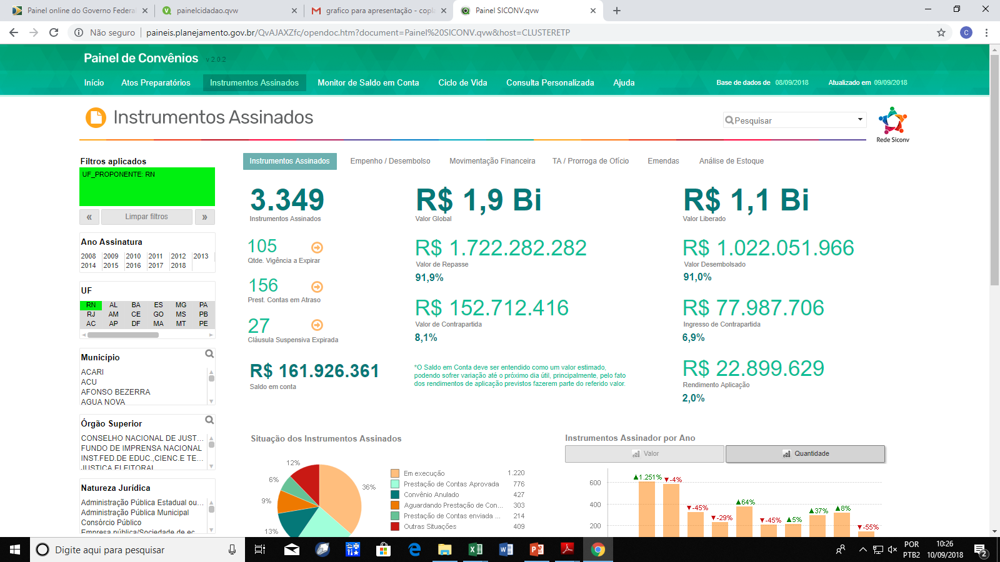 Painel online do Governo Federal
painelcidadao.qvw
grafico para apresentação - copl
Painel SICONV.qvw
Não seguro
paineis.planejamento.gov.br/QvAJAXZfc/opendoc.htm?document=Painel%20SICONV.qvw&host=CLUSTERETP
C
Painel de Convênios v 2.0.2
Início Atos Preparatórios Instrumentos Assinados Monitor de Saldo em Conta Ciclo de Vida Consulta Personalizada Ajuda
Base de dados de 08/09/2018 Atualizado em 09/09/2018
Instrumentos Assinados
Pesquisar
Rede Siconv
Filtros aplicados
UF_PROPONENTE: RN
« Limpar filtros »
Ano Assinatura
2008 2009 2010 2011 2012 2013
2014 2015 2016 2017 2018
UF
RN AL BA ES MG PA
RJ AM CE GO MS PB
AC AP DF MA MT PE
Município
ACARI
ACU
AFONSO BEZERRA
AGUA NOVA
Órgão Superior
CONSELHO NACIONAL DE JUST...
FUNDO DE IMPRENSA NACIONAL
INST.FED.DE EDUC.,CIENC.E TE...
JUSTICA ELEITORAL
Natureza Jurídica
Administração Pública Estadual ou...
Administração Pública Municipal
Consórcio Público
Empresa pública/Sociedade de ec...
Instrumentos Assinados Empenho / Desembolso Movimentação Financeira TA / Prorroga de Ofício Emendas Análise de Estoque
3.349
Instrumentos Assinados
105
Qtde. Vigência a Expirar
156
Prest. Contas em Atraso
27
Cláusula Suspensiva Expirada
R$ 161.926.361
Saldo em conta
R$ 1,9 Bi
Valor Global
R$ 1.722.282.282
Valor de Repasse
91,9%
R$ 152.712.416
Valor de Contrapartida
8,1%
*O Saldo em Conta deve ser entendido como um valor estimado,
podendo sofrer variação até o próximo dia útil, principalmente, pelo fato
dos rendimentos de aplicação previstos fazerem parte do referido valor.
R$ 1,1 Bi
Valor Liberado
R$ 1.022.051.966
Valor Desembolsado
91,0%
R$ 77.987.706
Ingresso de Contrapartida
6,9%
R$ 22.899.629
Rendimento Aplicação
2,0%
Situação dos Instrumentos Assinados
12%
6%
9%
13%
36%
Em execução 1.220
Prestação de Contas Aprovada 776
Convênio Anulado 427
Aguardando Prestação de Con... 303
Prestação de Contas enviada ... 214
Outras Situações 409
Instrumentos Assinador por Ano
Valor Quantidade
600
400
200
▲1.251% ▼-4% ▼-45% ▼-29% ▲64% ▼-45% ▲5% ▲37% ▲8% ▼-55%
Digite aqui para pesquisar
POR
PTB2
10:26
10/09/2018
2